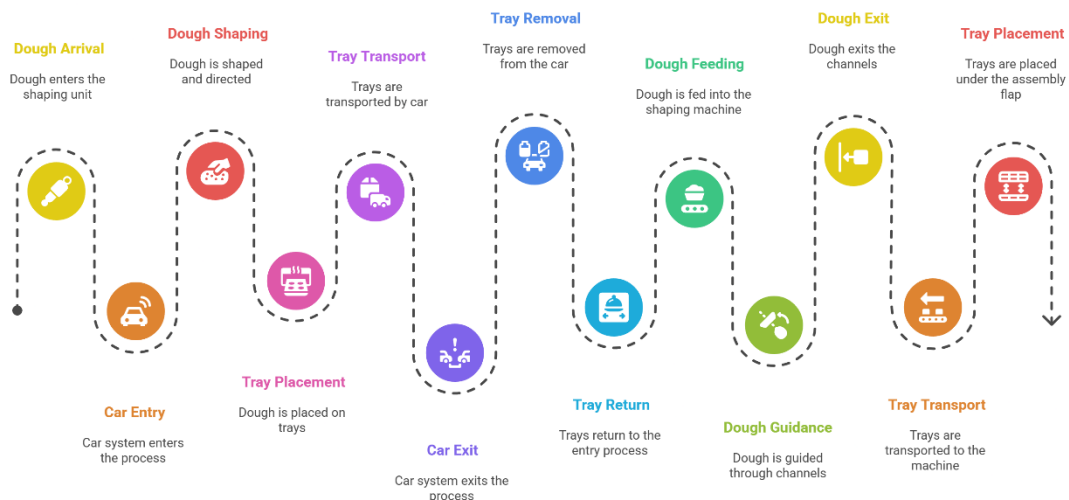 Dough Arrival
Dough enters the
shaping unit
Car Entry
Car system enters
the process
Dough Shaping
Dough is shaped
and directed
Tray Placement
Dough is placed on
trays
Tray Transport
Trays are
transported by car
Car Exit
Car system exits the
process
Tray Removal
Trays are removed
from the car
Tray Return
Trays return to the
entry process
Dough Feeding
Dough is fed into the
shaping machine
Dough Guidance
Dough is guided
through channels
Dough Exit
Dough exits the
channels
Tray Transport
Trays are
transported to the
machine
Tray Placement
Trays are placed
under the assembly
flap